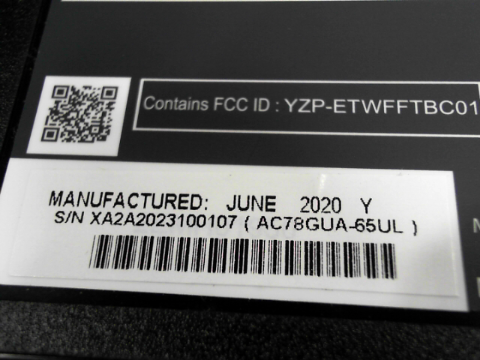 Contains FCC ID : YZP-ETWFFTBC01
MANUFACTURED: JUNE 2020 Y
S/N XA2A2023100107 ( AC78GUA-65UL )